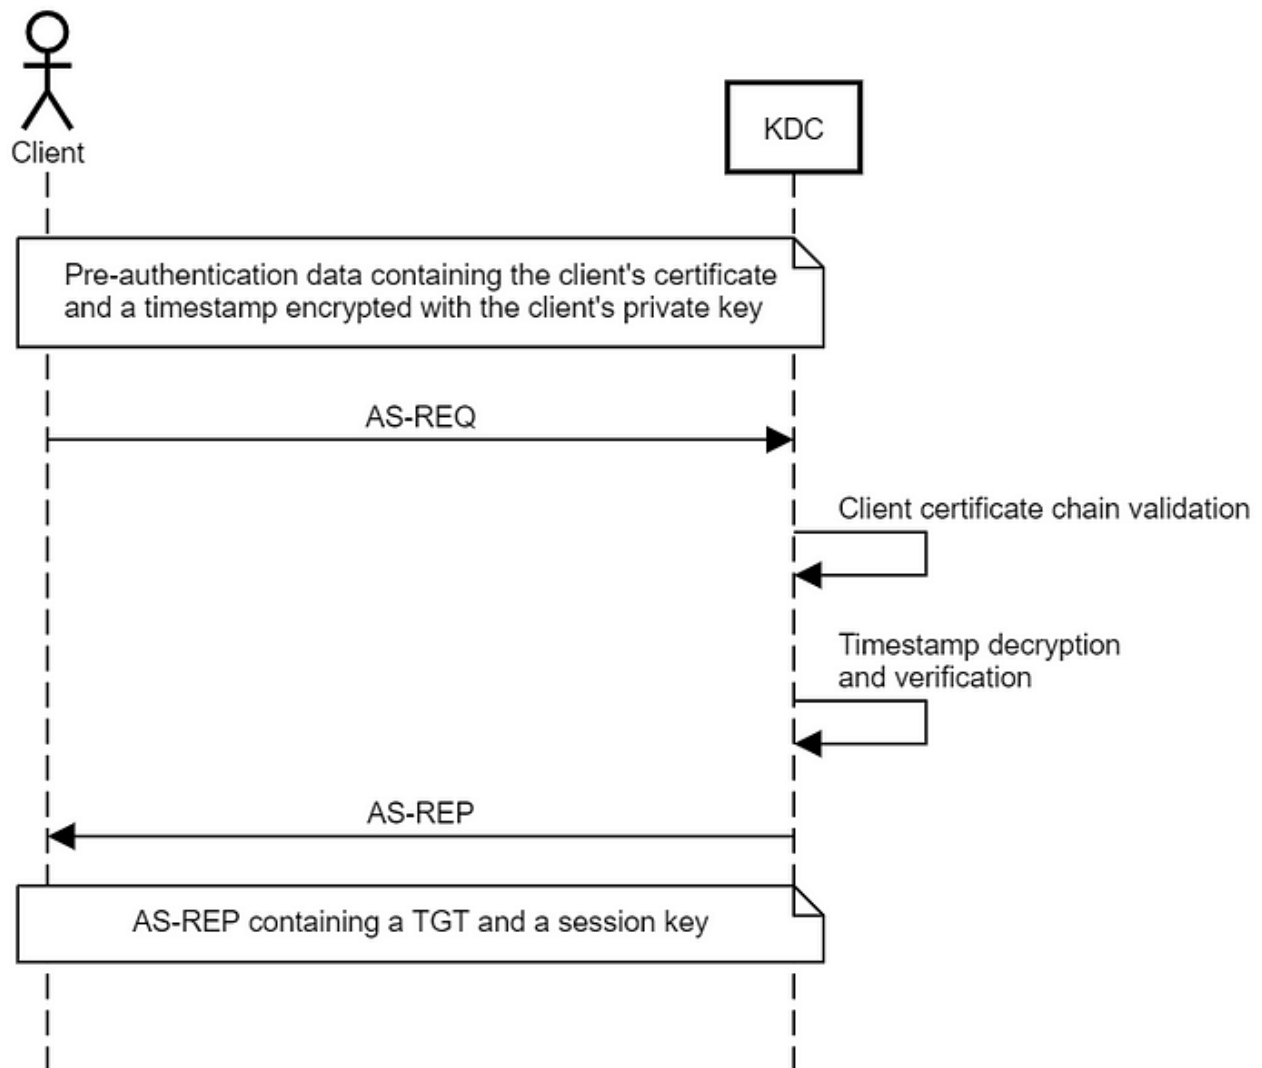 Client
KDC
Pre-authentication data containing the client's certificate
and a timestamp encrypted with the client's private key
AS-REQ
Client certificate chain validation
Timestamp decryption
and verification
AS-REP
AS-REP containing a TGT and a session key